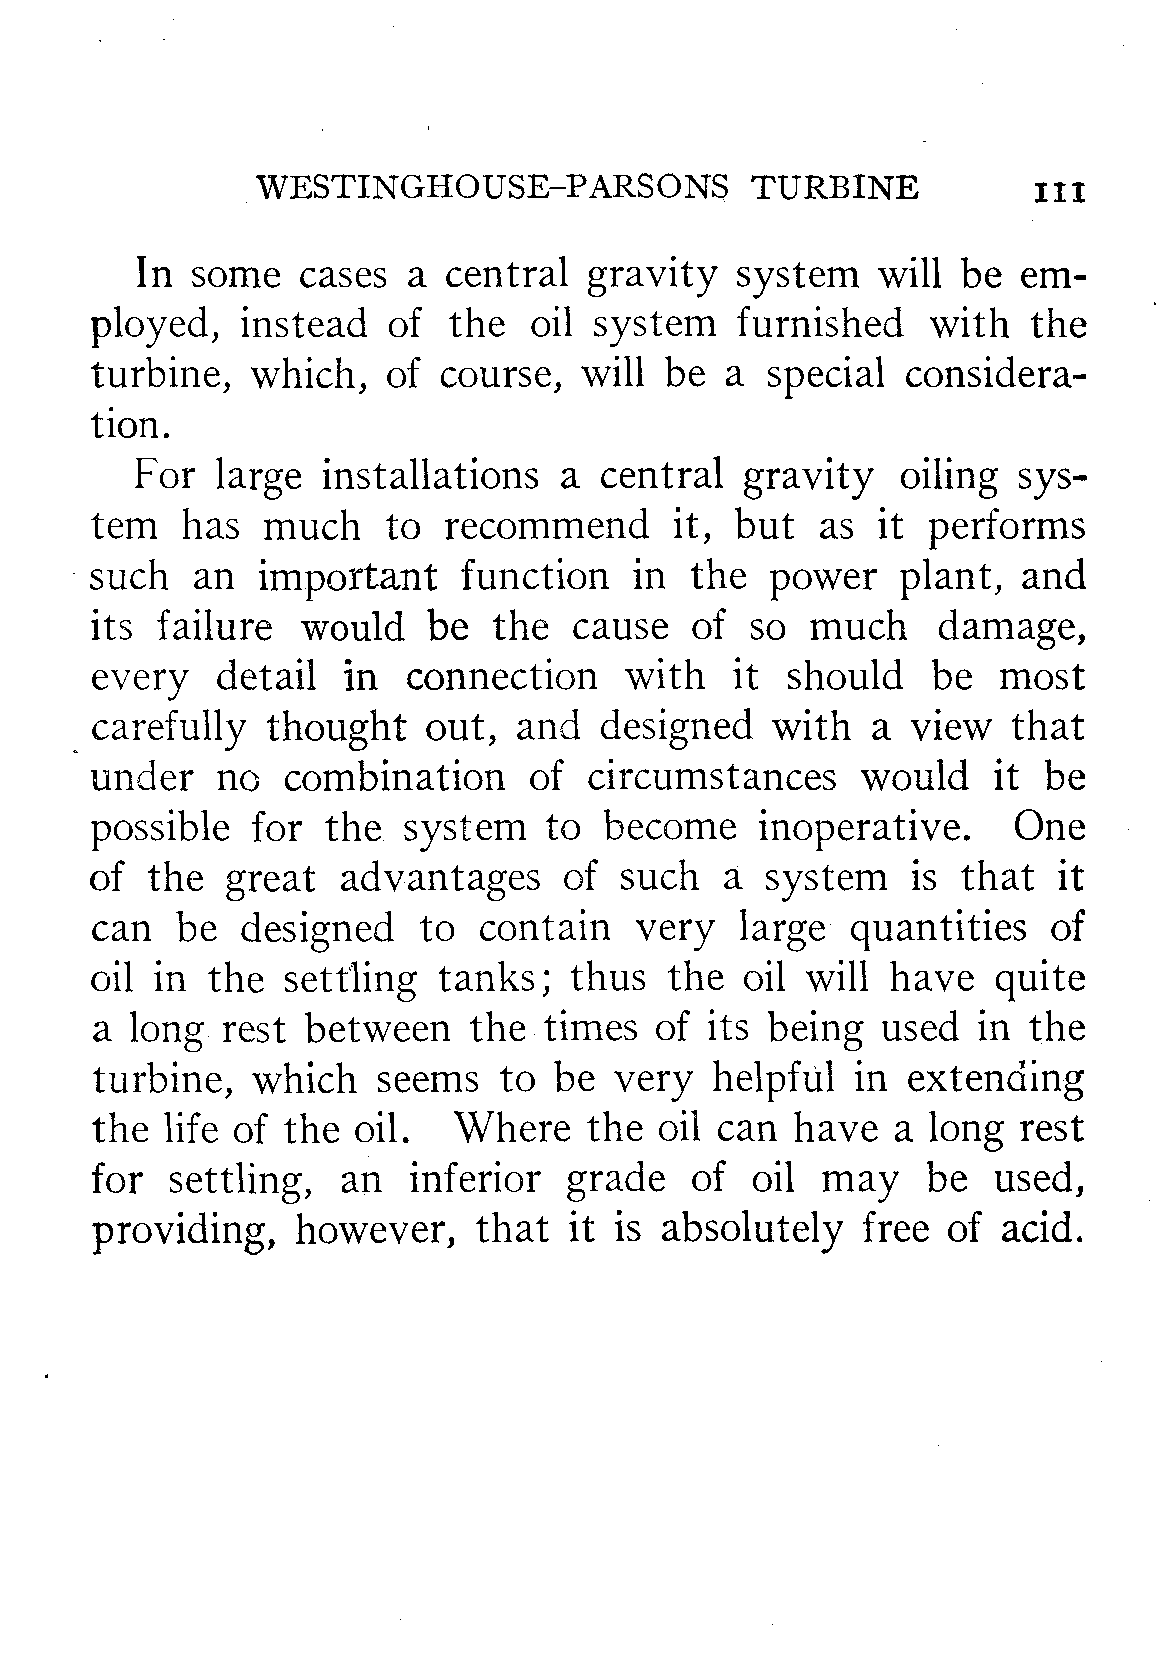 WESTINGHOUSE-PARSONS TURBINE 111
In some cases a central gravity system will be em-
ployed, instead of the oil system furnished with the
turbine, which, of course, will be a special considera-
tion.
For large installations a central gravity oiling sys-
tem has much to recommend it, but as it performs
such an important function in the power plant, and
its failure would be the cause of so much damage,
every detail in connection with it should be most
carefully thought out, and designed with a view that
under no combination of circumstances would it be
possible for the system to become inoperative. One
of the great advantages of such a system is that it
can be designed to contain very large quantities of
oil in the settling tanks; thus the oil will have quite
a long rest between the times of its being used in the
turbine, which seems to be very helpful in extending
the life of the oil. Where the oil can have a long rest
for settling, an inferior grade of oil may be used,
providing, however, that it is absolutely free of acid.